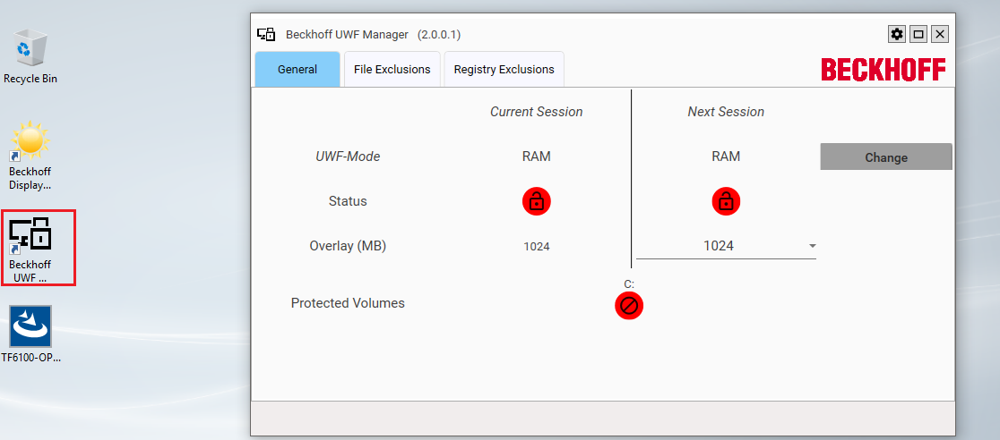 Recycle Bin
Beckhoff
Display...
Beckhoff
UWF ...
TF6100-OP...
Beckhoff UWF Manager (2.0.0.1)
General File Exclusions Registry Exclusions
BECKHOFF
Current Session Next Session
UWF-Mode RAM RAM Change
Status
Overlay (MB) 1024 1024
C:
Protected Volumes